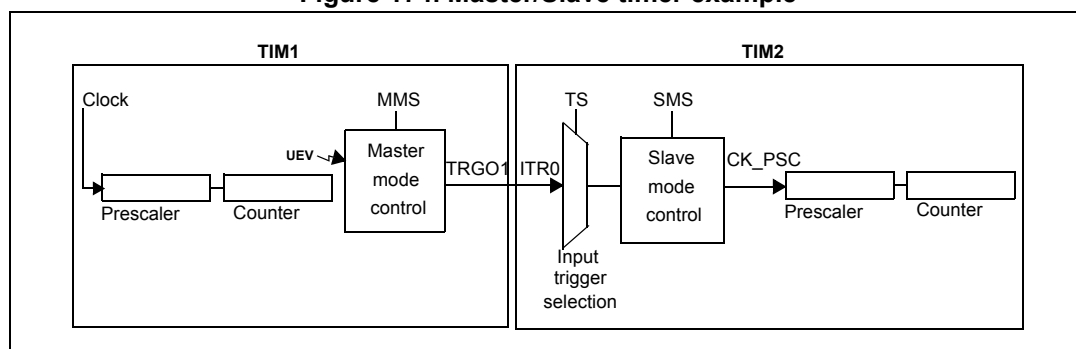 Figure Master/Slave timer example
TIM1
TIM2
Clock
MMS
TS
SMS
UEV
Master
mode
control
TRGO1
ITR0
Slave
mode
control
CK_PSC
Prescaler
Counter
Prescaler
Counter
Input
trigger
selection